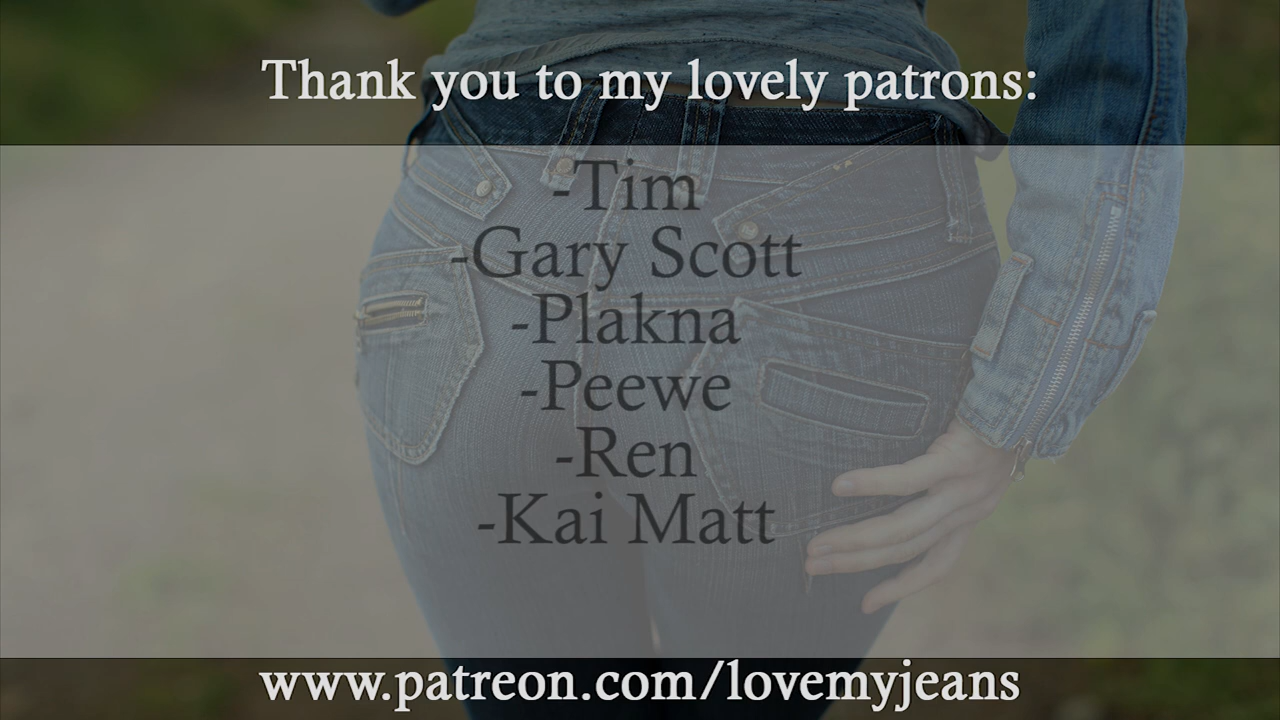 Thank you to my lovely patrons:
-Tim
-Gary Scott
-Plakna
-Peewe
-Ren
-Kai Matt
www.patreon.com/lovemyjeans